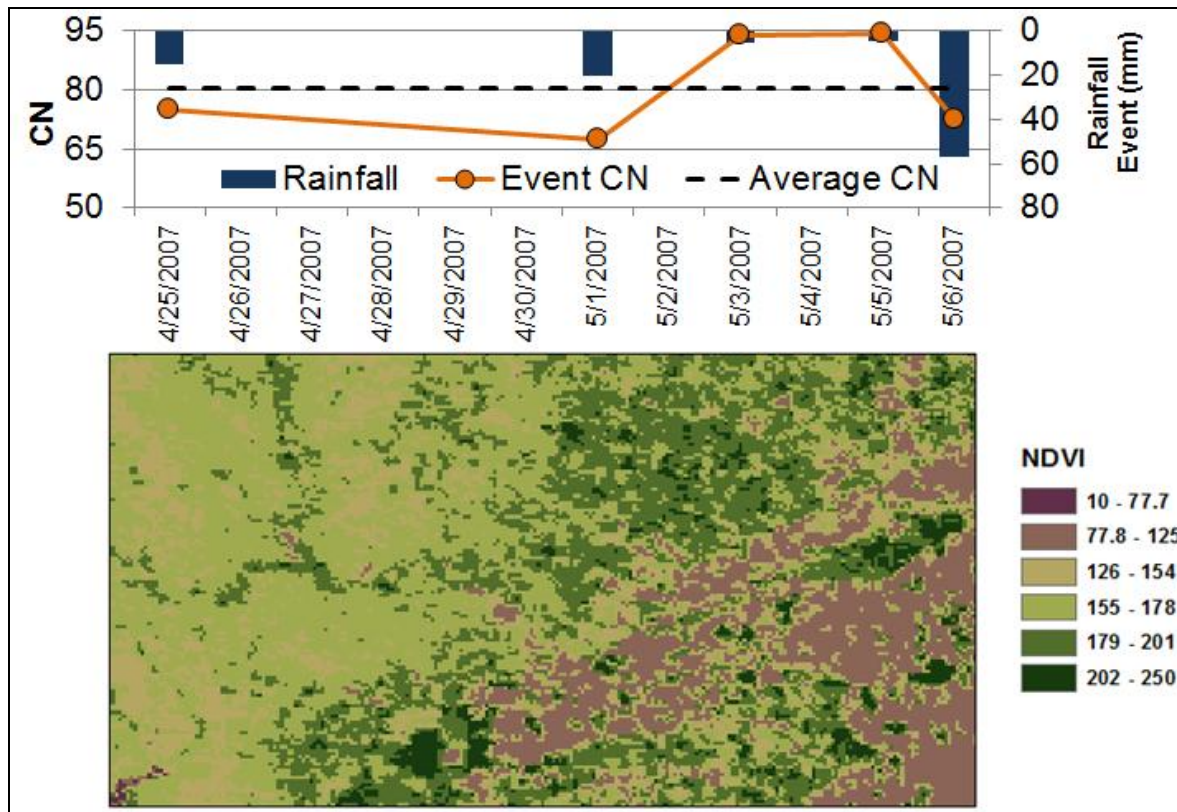 95
80
65
50
CN
0
20
40
60
80
Rainfall
Event (mm)
Rainfall
Event CN
Average CN
4/25/2007
4/26/2007
4/27/2007
4/28/2007
4/29/2007
4/30/2007
5/1/2007
5/2/2007
5/3/2007
5/4/2007
5/5/2007
5/6/2007
NDVI
10 - 77.7
77.8 - 125
126 - 154
155 - 178
179 - 201
202 - 250